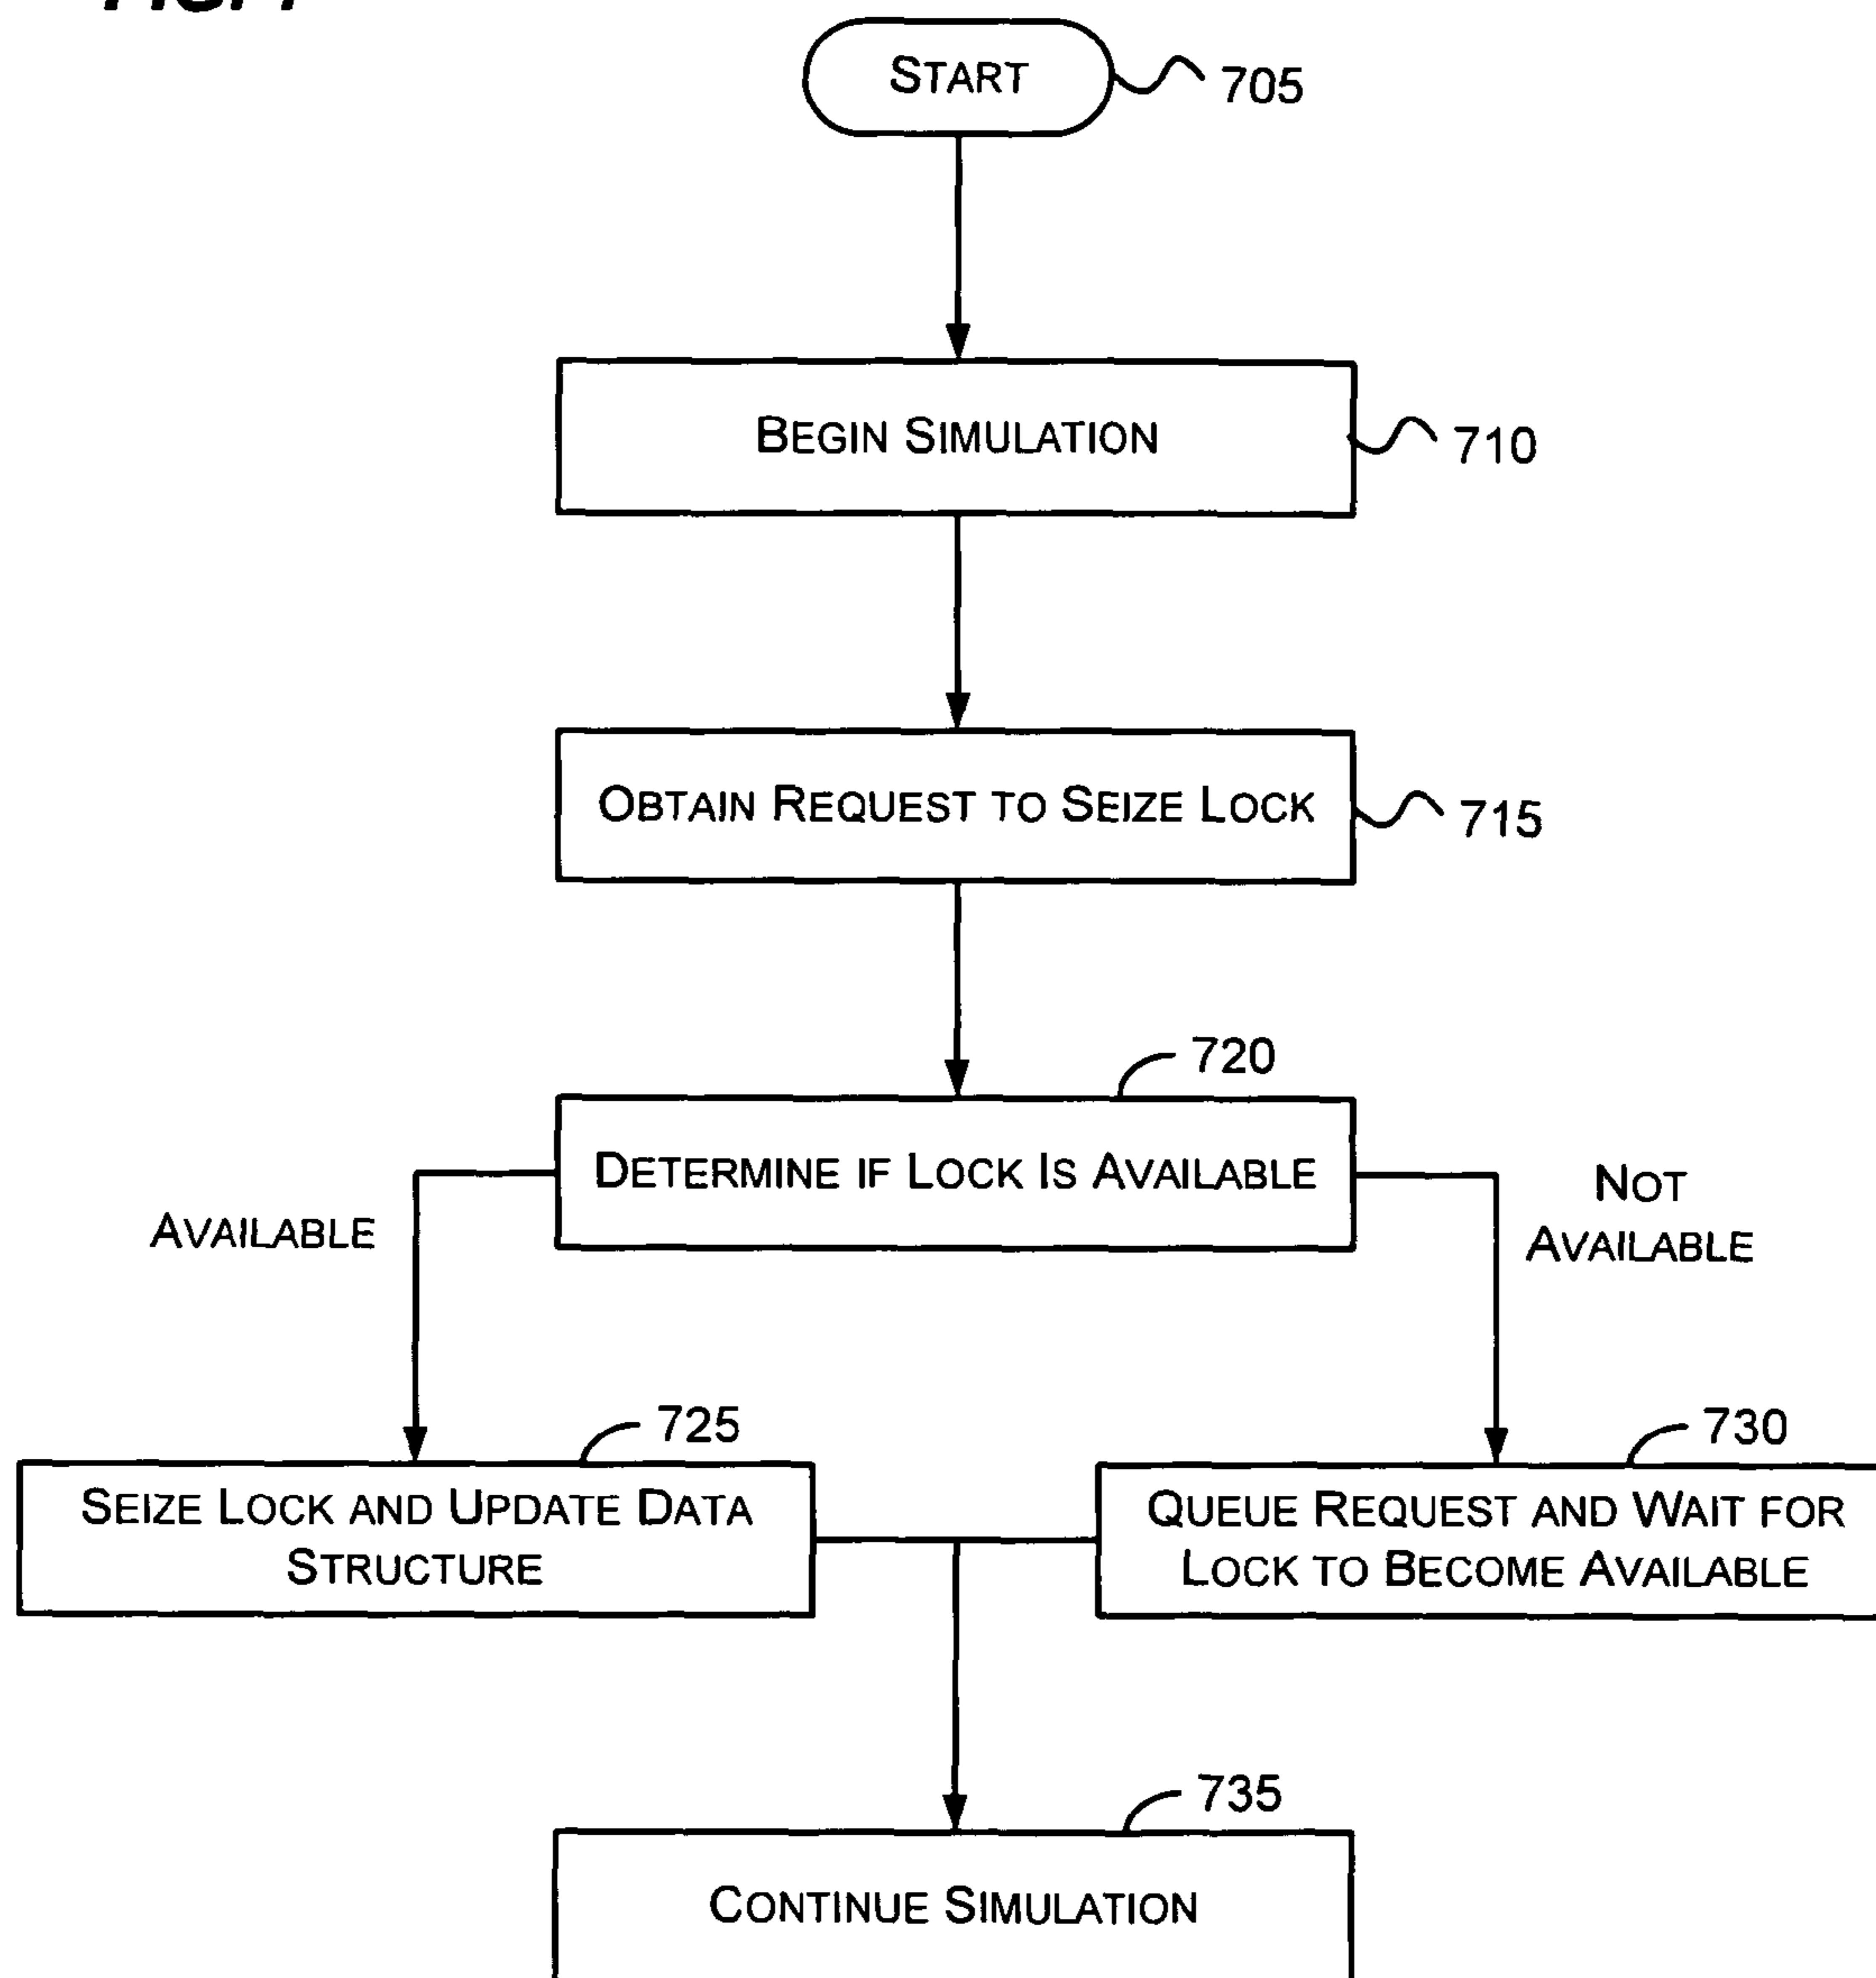 START
705
BEGIN SIMULATION
710
OBTAIN REQUEST TO SEIZE LOCK
715
720
DETERMINE IF LOCK IS AVAILABLE
AVAILABLE
NOT
AVAILABLE
725
730
SEIZE LOCK AND UPDATE DATA
STRUCTURE
QUEUE REQUEST AND WAIT FOR
LOCK TO BECOME AVAILABLE
735
CONTINUE SIMULATION